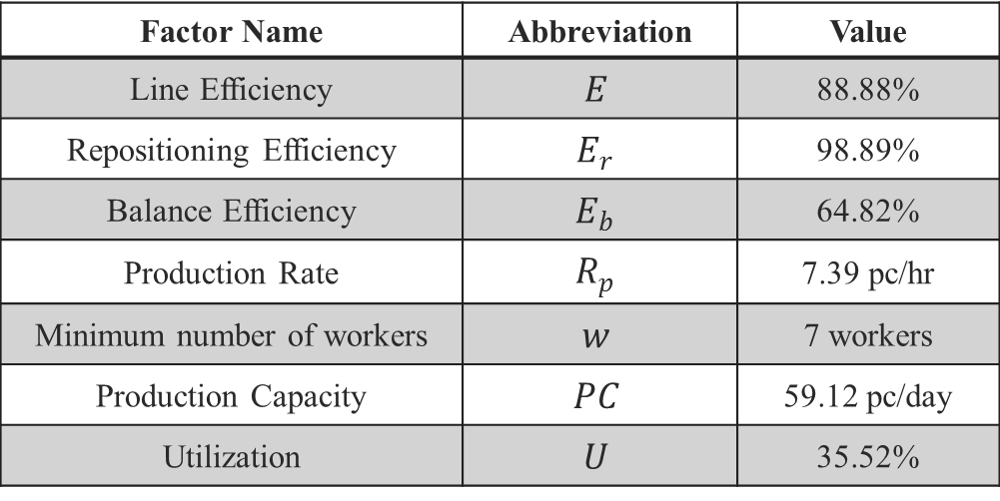 Factor Name Abbreviation Value
Line Efficiency E 88.88%
Repositioning Efficiency E_r 98.89%
Balance Efficiency E_b 64.82%
Production Rate R_p 7.39 pc/hr
Minimum number of workers w 7 workers
Production Capacity PC 59.12 pc/day
Utilization U 35.52%